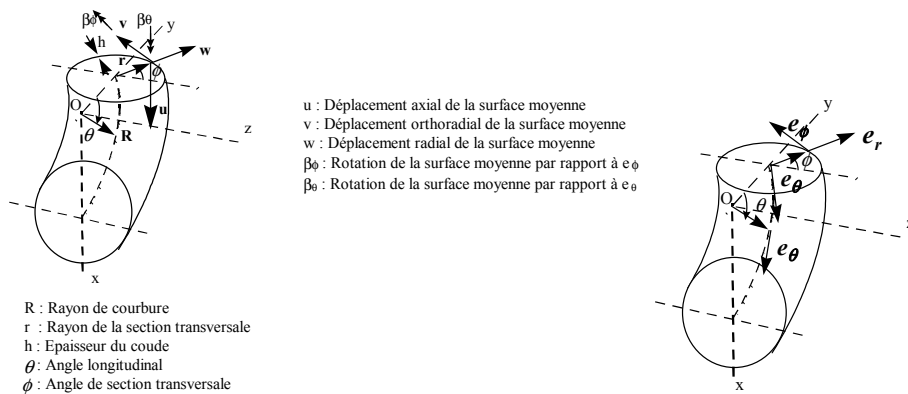 βϕ v βθ y
h r ϕ w
O u
θ R z
x
R : Rayon de courbure
r : Rayon de la section transversale
h : Epaisseur du coude
θ : Angle longitudinal
ϕ : Angle de section transversale
u : Déplacement axial de la surface moyenne
v : Déplacement orthoradial de la surface moyenne
w : Déplacement radial de la surface moyenne
βϕ : Rotation de la surface moyenne par rapport à eϕ
βθ : Rotation de la surface moyenne par rapport à eθ
y
eϕ er
ϕ
eθ
O θ
eθ
x